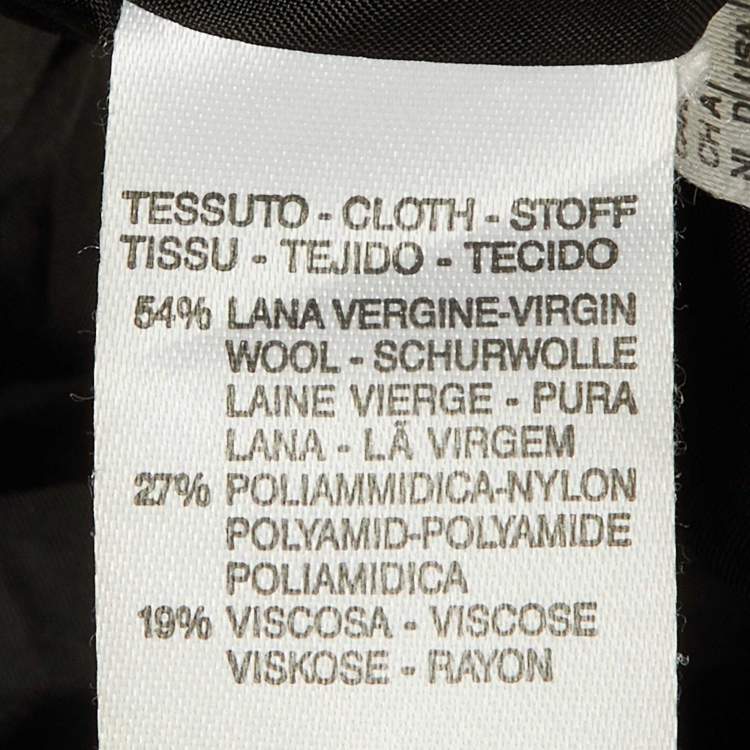 TESSUTO - CLOTH - STOFF
TISSU - TEJIDO - TECIDO
54% LANA VERGINE-VIRGIN
WOOL - SCHURWOLLE
LAINE VIERGE - PURA
LANA - LÃ VIRGEM
27% POLIAMMIDICA-NYLON
POLYAMID-POLYAMIDE
POLIAMIDICA
19% VISCOSA - VISCOSE
VISKOSE - RAYON
CH A